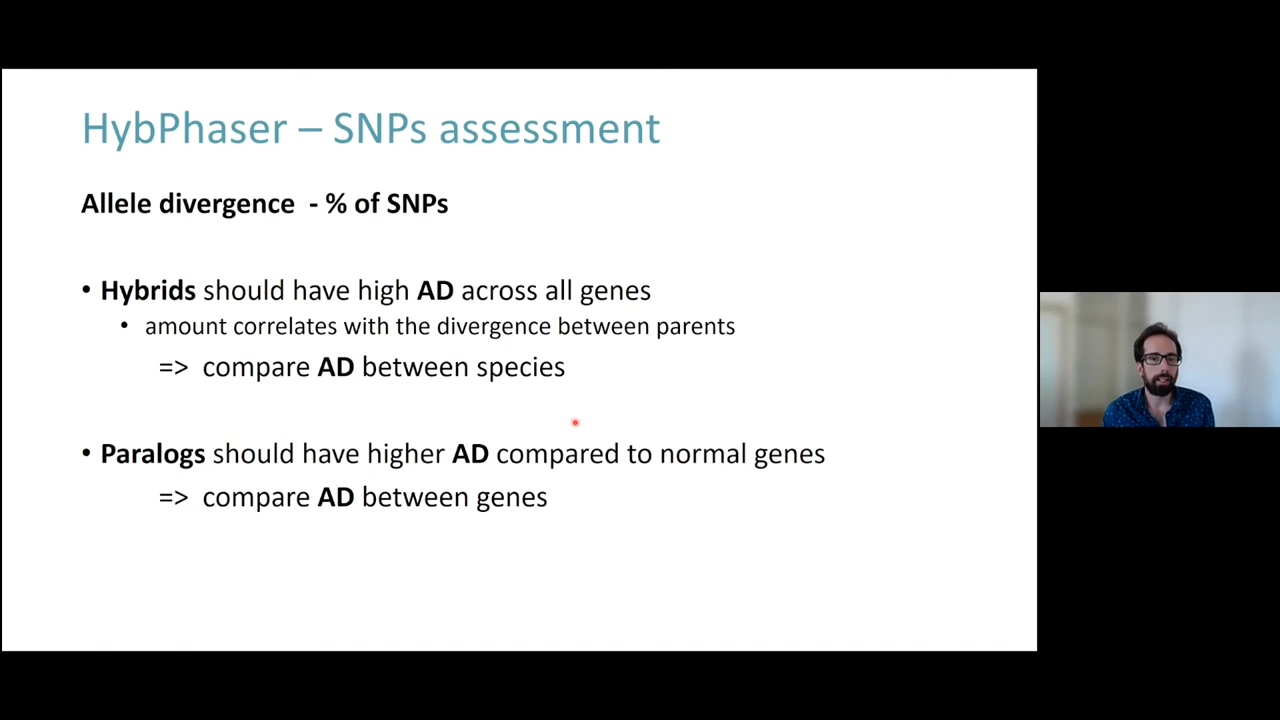 HybPhaser – SNPs assessment
Allele divergence - % of SNPs
• Hybrids should have high AD across all genes
• amount correlates with the divergence between parents
=> compare AD between species
• Paralogs should have higher AD compared to normal genes
=> compare AD between genes